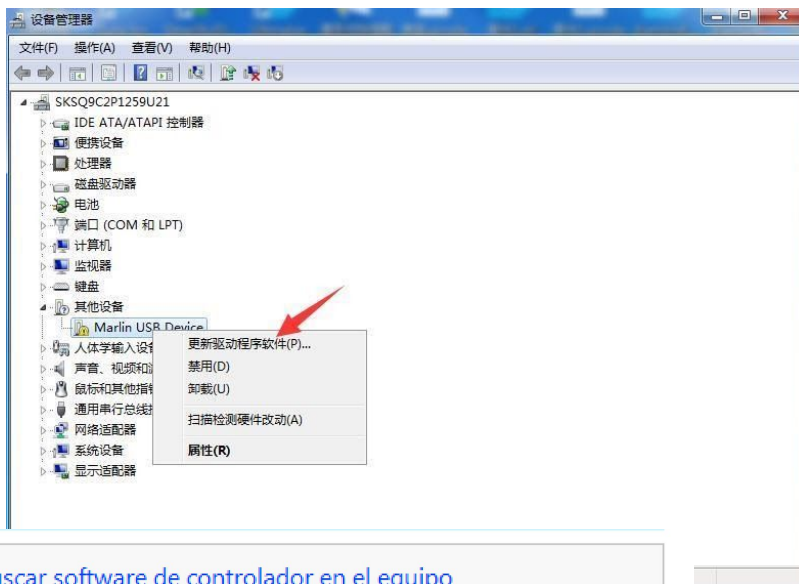 设备管理器
文件(F) 操作(A) 查看(V) 帮助(H)
SKSQ9C2P1259U21
IDE ATA/ATAPI 控制器
便携设备
处理器
磁盘驱动器
电池
端口 (COM 和 LPT)
计算机
监视器
键盘
其他设备
Marlin USB Device
更新驱动程序软件(P)...
人体学输入设
禁用(D)
声音、视频和
卸载(U)
鼠标和其他指
通用串行总线
扫描检测硬件改动(A)
网络适配器
系统设备
属性(R)
显示适配器
uscar software de controlador en el equipo